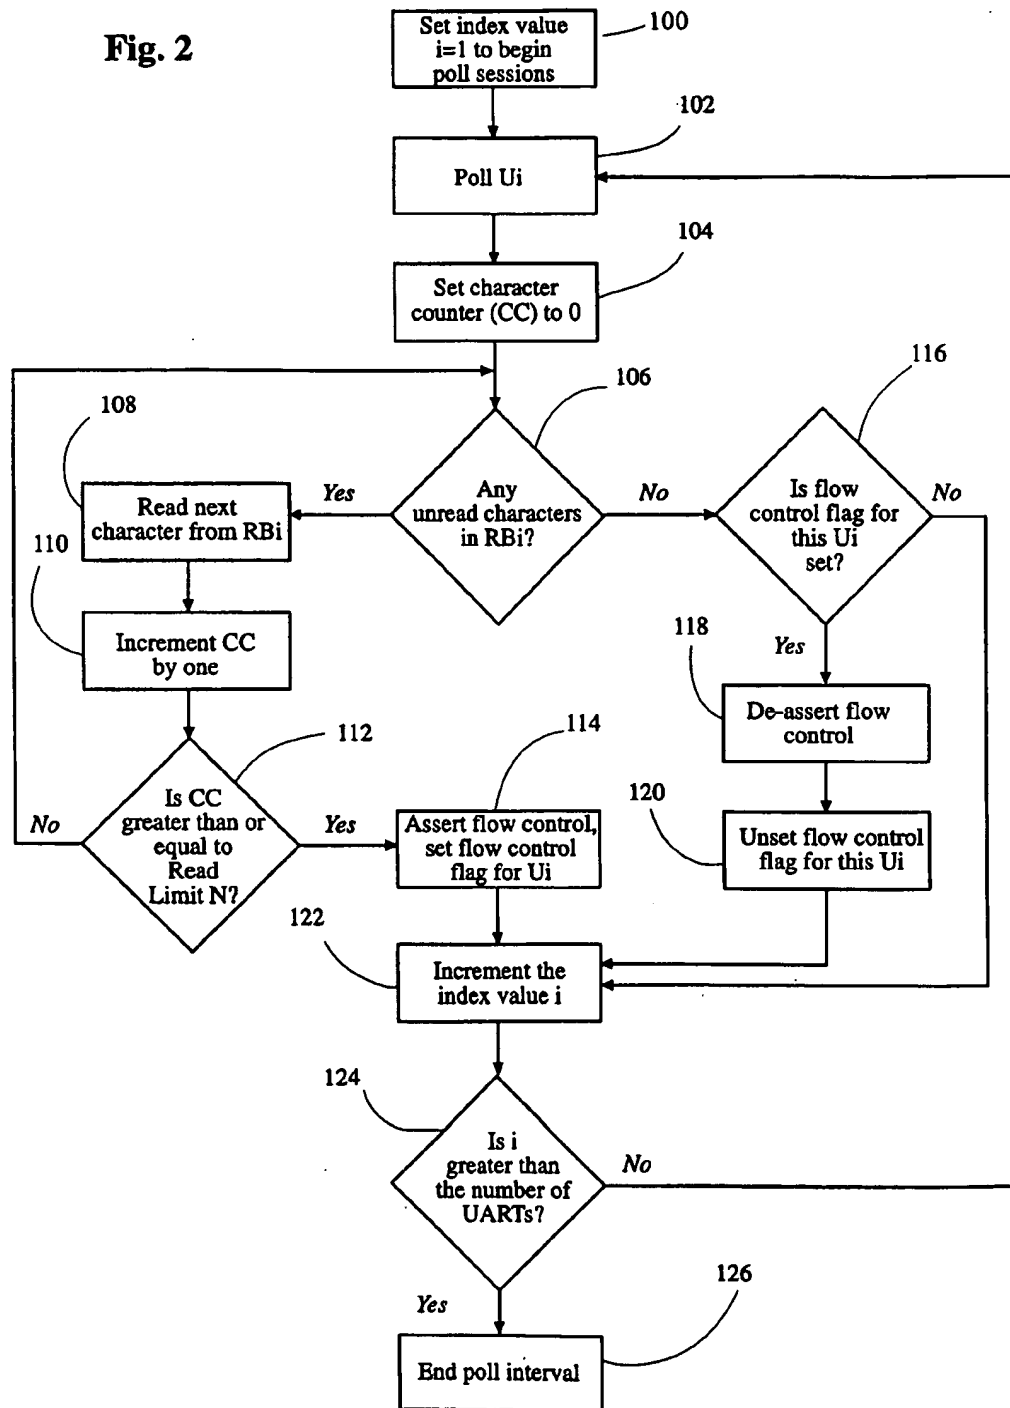 Fig. 2
Set index value
i=1 to begin
poll sessions
100
102
Poll Ui
104
Set character
counter (CC) to 0
106
116
108
Read next
character from RBi
Yes
Any
unread characters
in RBi?
No
Is flow
control flag for
this Ui
set?
No
110
Increment CC
by one
118
Yes
De-assert flow
control
112
114
Is CC
greater than or
equal to
Read
Limit N?
No
Yes
Assert flow control,
set flow control
flag for Ui
120
Unset flow control
flag for this Ui
122
Increment the
index value i
124
Is i
greater than
the number of
UARTs?
No
Yes
126
End poll interval